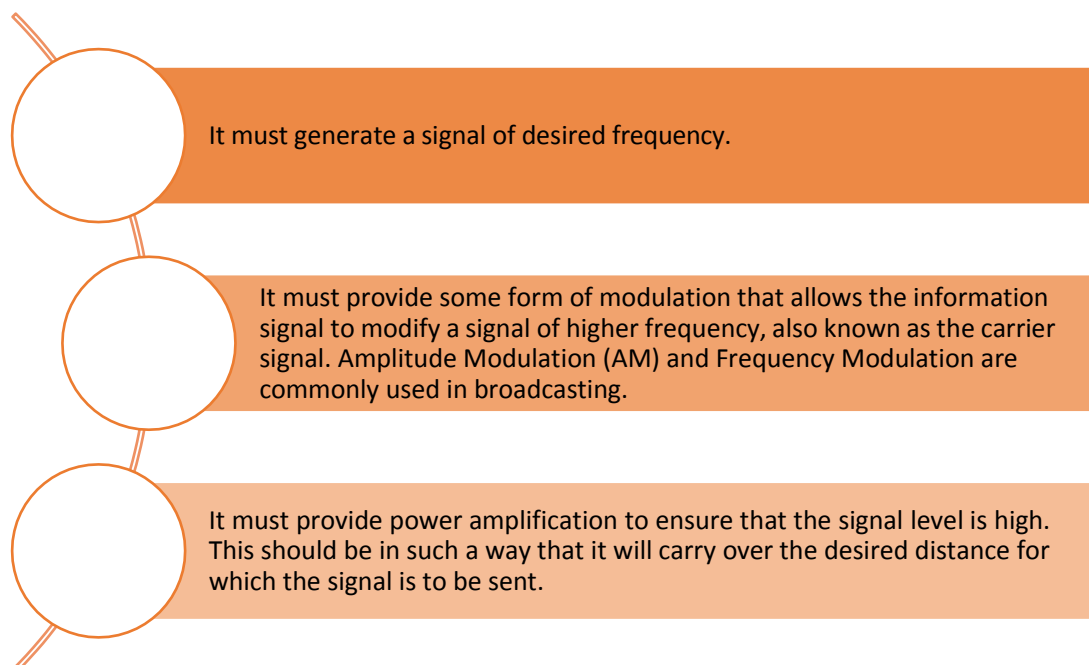 It must generate a signal of desired frequency.
It must provide some form of modulation that allows the information
signal to modify a signal of higher frequency, also known as the carrier
signal. Amplitude Modulation (AM) and Frequency Modulation are
commonly used in broadcasting.
It must provide power amplification to ensure that the signal level is high.
This should be in such a way that it will carry over the desired distance for
which the signal is to be sent.